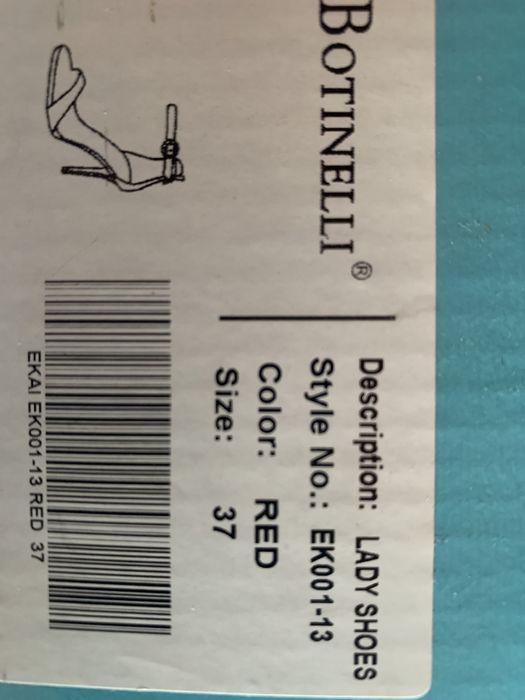 BOTINELLI®
Description: LADY SHOES
Style No.: EK001-13
Color: RED
Size: 37
EKAI EK001-13 RED 37